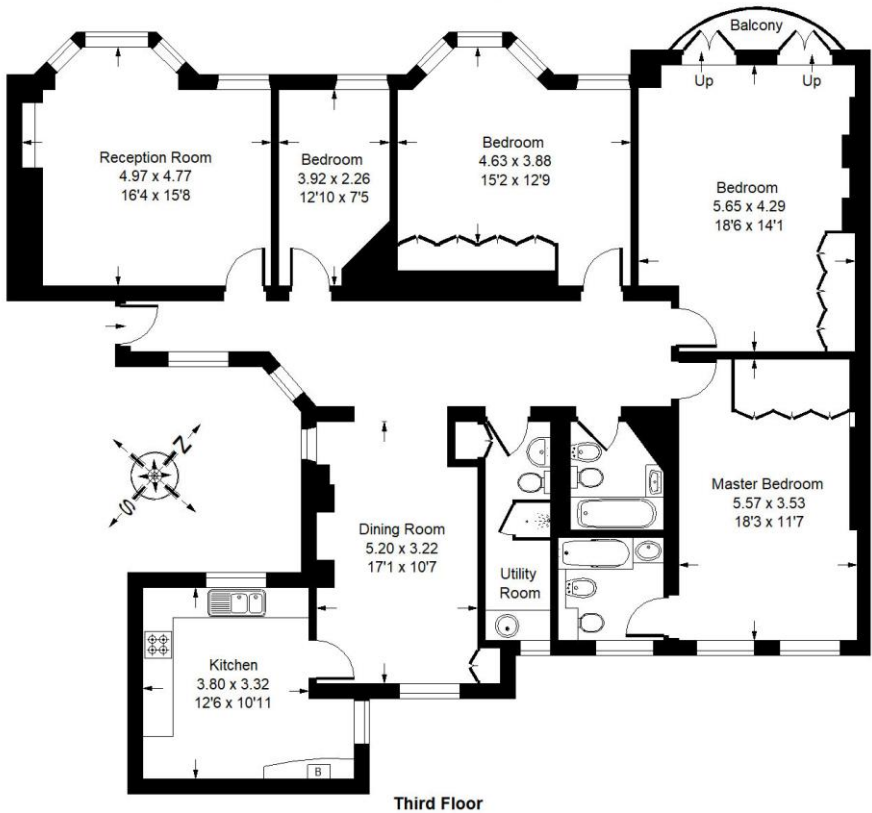 Balcony
Up
Up
Reception Room
4.97 x 4.77
16'4 x 15'8
Bedroom
3.92 x 2.26
12'10 x 7'5
Bedroom
4.63 x 3.88
15'2 x 12'9
Bedroom
5.65 x 4.29
18'6 x 14'1
N
S
Master Bedroom
5.57 x 3.53
18'3 x 11'7
Dining Room
5.20 x 3.22
17'1 x 10'7
Utility
Room
Kitchen
3.80 x 3.32
12'6 x 10'11
B
Third Floor